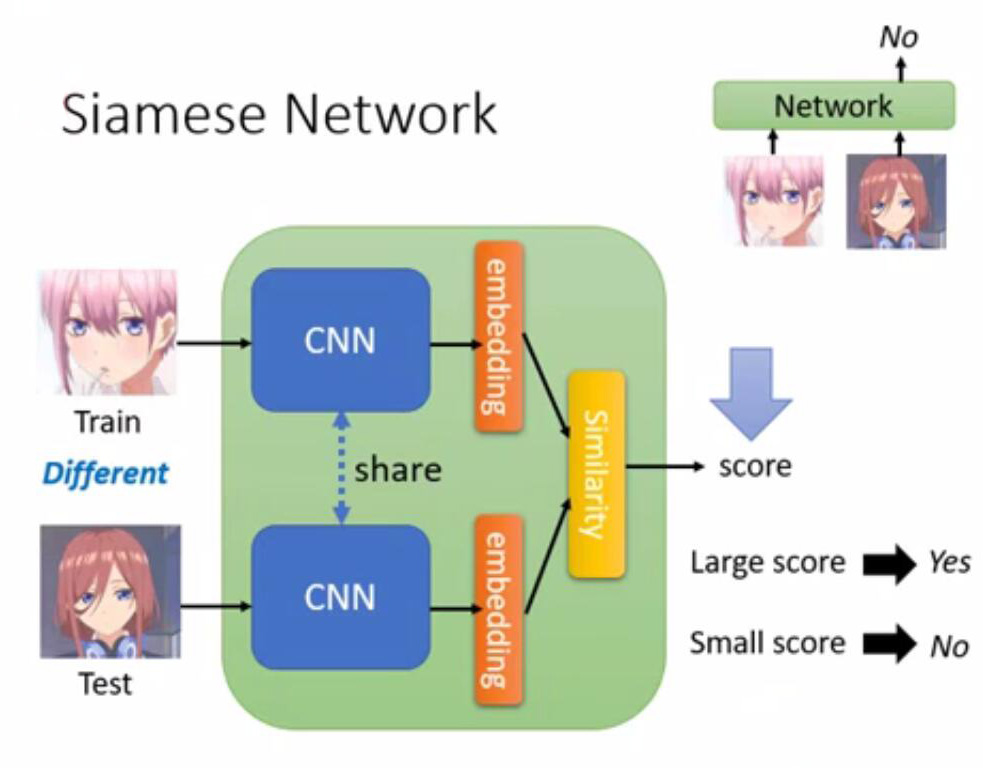 No
Network
Siamese Network
CNN
embedding
Train
Different
share
Similarity
score
CNN
embedding
Test
Large score
Yes
Small score
No